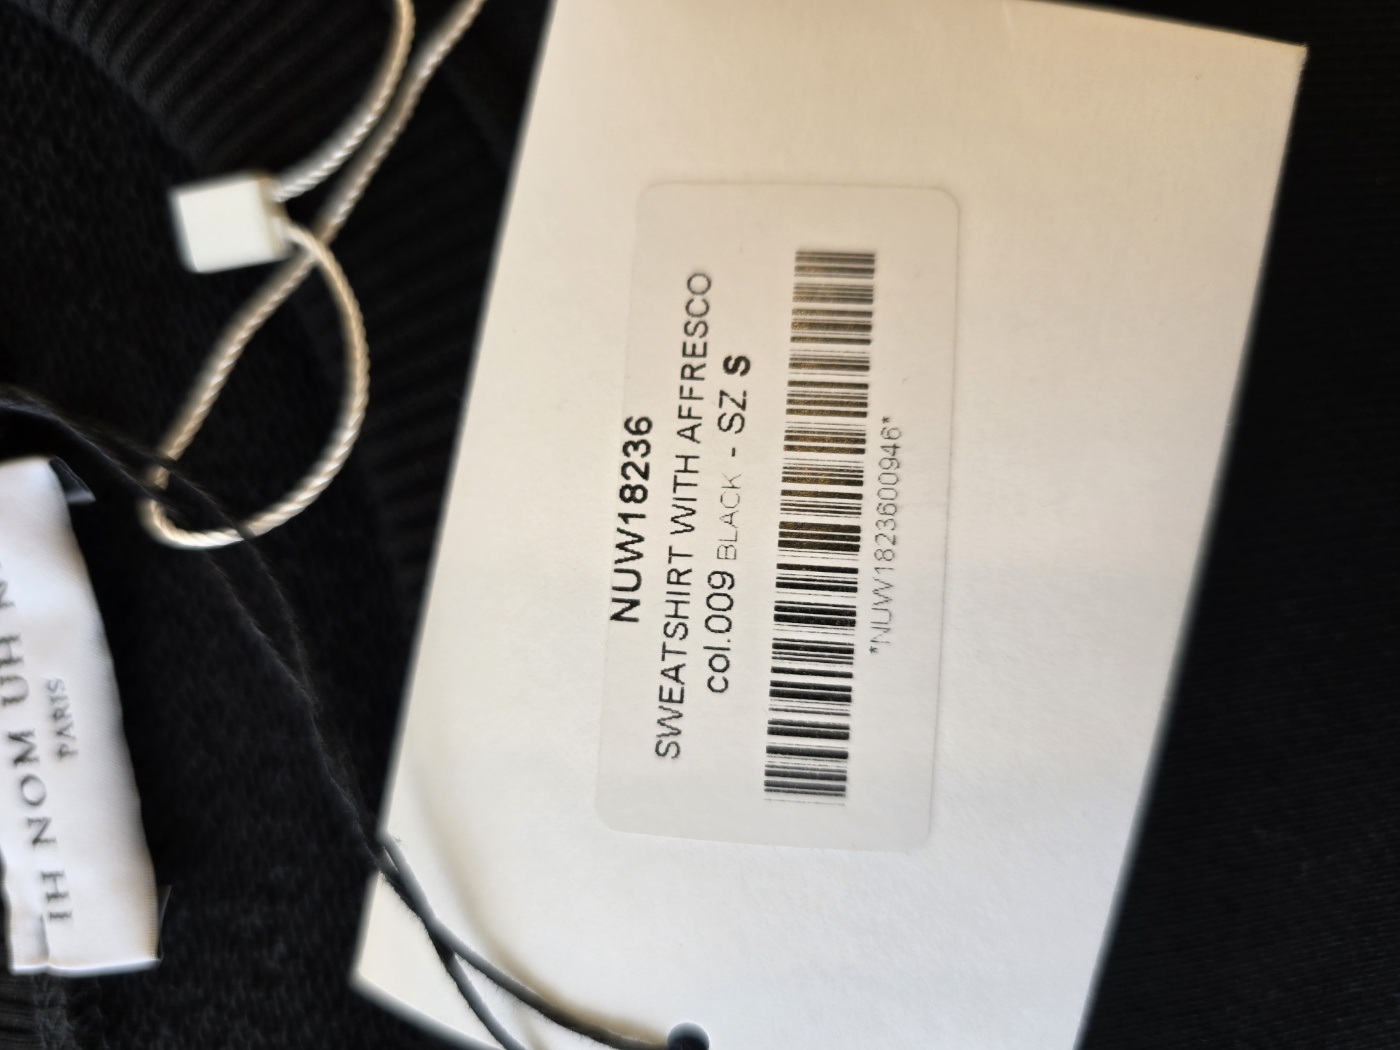 NUW18236
SWEATSHIRT WITH AFFRESCO
col.009 BLACK - SZ. S
*NUW1823600946*
IH NOM UH
PARIS